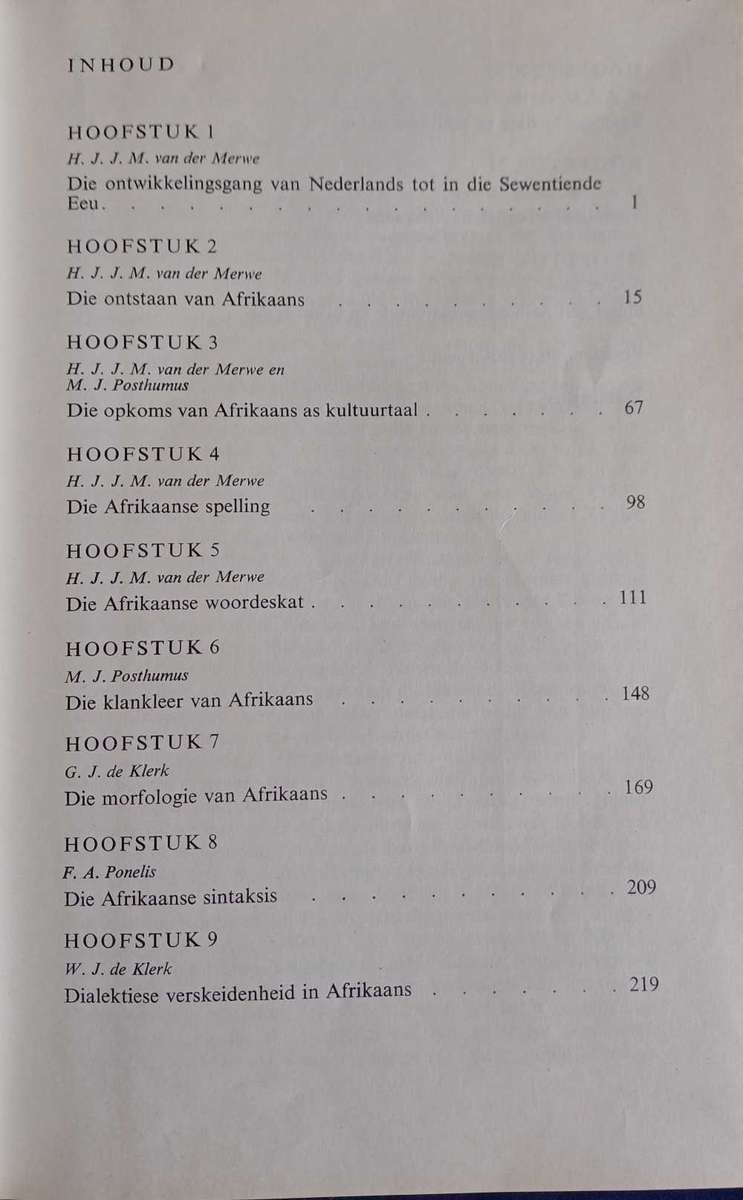 INHOUD
HOOFSTUK 1
H. J. J. M. van der Merwe
Die ontwikkelingsgang van Nederlands tot in die Sewentiende
Eeu. . . . . . . . . . . . . . . . . . 1
HOOFSTUK 2
H. J. J. M. van der Merwe
Die ontstaan van Afrikaans . . . . . . . . . . 15
HOOFSTUK 3
H. J. J. M. van der Merwe en
M. J. Posthumus
Die opkoms van Afrikaans as kultuurtaal . . . . . . . 67
HOOFSTUK 4
H. J. J. M. van der Merwe
Die Afrikaanse spelling . . . . . . . . . . . 98
HOOFSTUK 5
H. J. J. M. van der Merwe
Die Afrikaanse woordeskat . . . . . . . . . . . 111
HOOFSTUK 6
M. J. Posthumus
Die klankleer van Afrikaans . . . . . . . . . . 148
HOOFSTUK 7
G. J. de Klerk
Die morfologie van Afrikaans . . . . . . . . . . 169
HOOFSTUK 8
F. A. Ponelis
Die Afrikaanse sintaksis . . . . . . . . . . . 209
HOOFSTUK 9
W. J. de Klerk
Dialektiese verskeidenheid in Afrikaans . . . . . . . 219